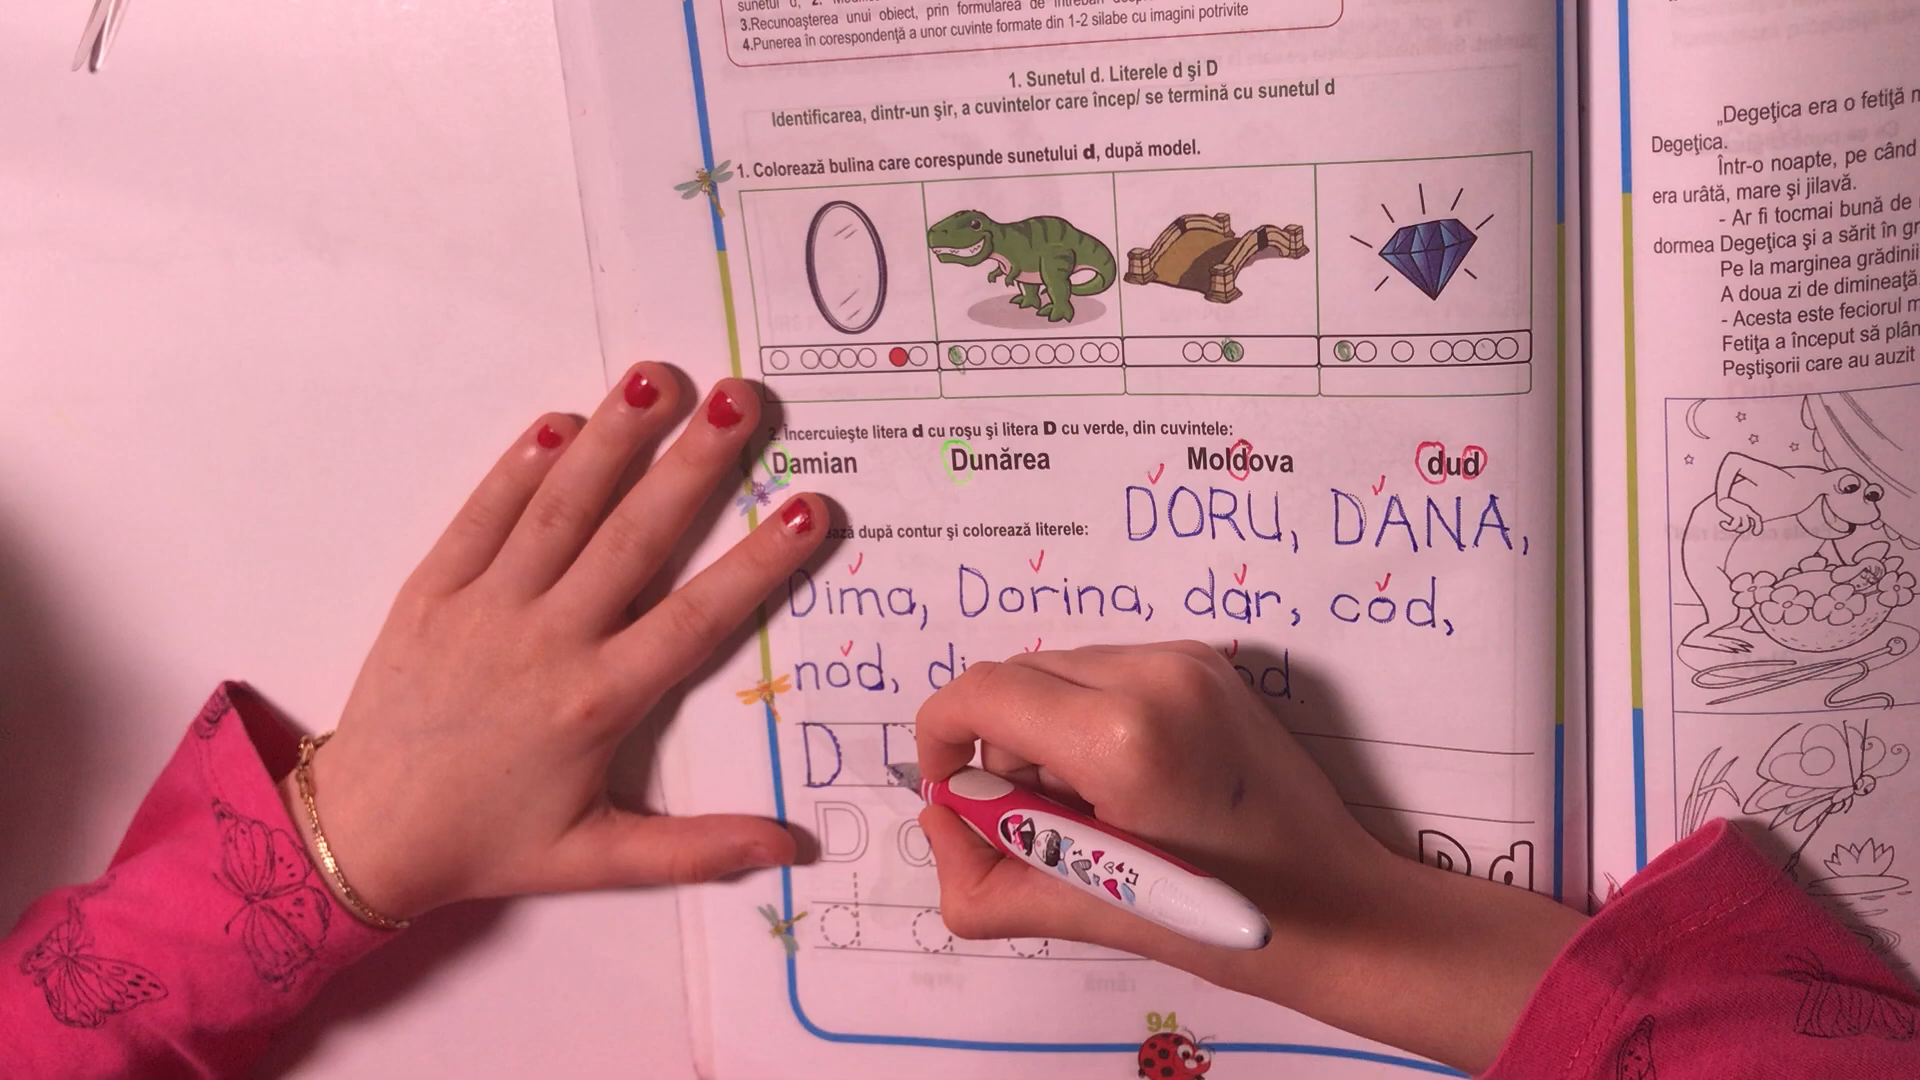 3.Recunoaşterea unui obiect, prin formularea de
4.Punerea în corespondenţă a unor cuvinte formate din 1-2 silabe cu imagini potrivite
1. Sunetul d. Literele d şi D
Identificarea, dintr-un şir, a cuvintelor care încep/ se termină cu sunetul d
1. Colorează bulina care corespunde sunetului d, după model.
2. Încercuieşte litera d cu roşu şi litera D cu verde, din cuvintele:
Damian Dunărea Moldova dud
după contur şi colorează literele:
DORU, DANA,
Dima, Dorina, dar, cod,
nod,
D
D d
D d
d d d
94
„Degeţica era o fetiţă
Degeţica.
Într-o noapte, pe când
era urâtă, mare şi jilavă.
- Ar fi tocmai bună de
dormea Degeţica şi a sărit în
Pe la marginea grădinii
A doua zi de dimineaţă
- Acesta este feciorul
Fetiţa a început să
Peştişorii care au auzit